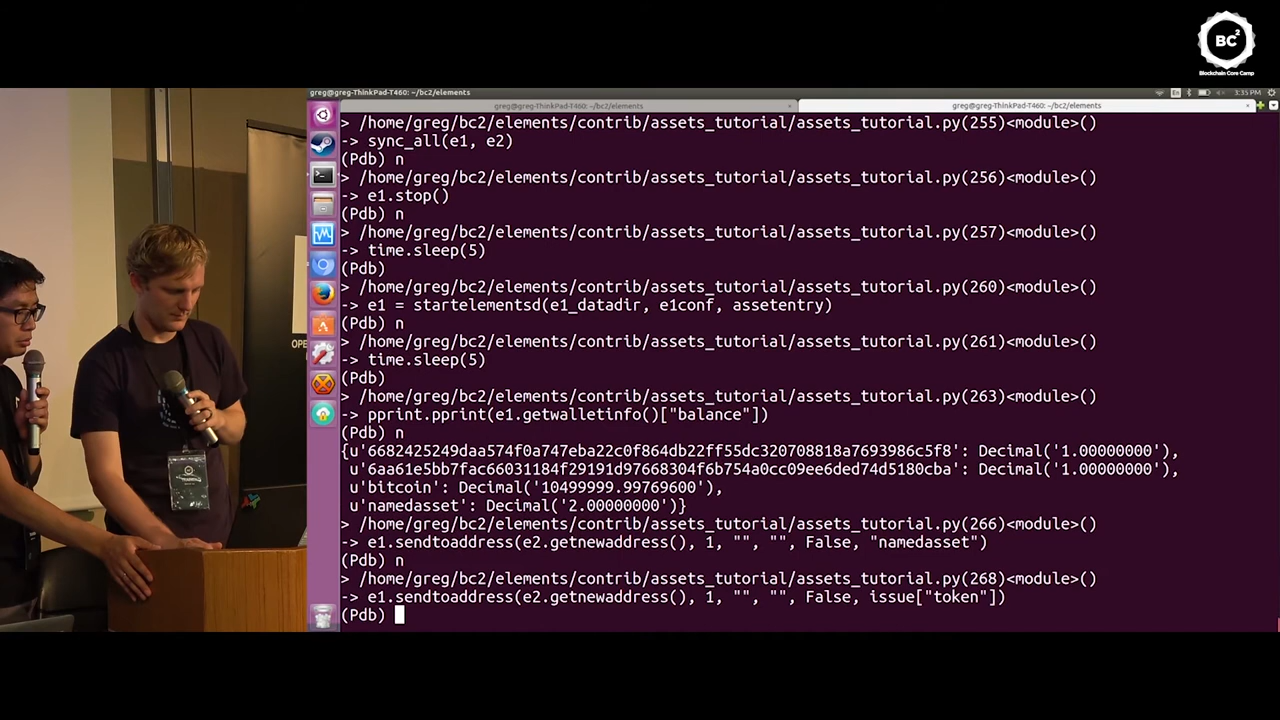 BC2
Blockchain Core Camp
greg@greg-ThinkPad-T460: ~/bc2/elements
En
3:35 PM
greg@greg-ThinkPad-T460: ~/bc2/elements
greg@greg-ThinkPad-T460: ~/bc2/elements
> /home/greg/bc2/elements/contrib/assets_tutorial/assets_tutorial.py(255)<module>()
-> sync_all(e1, e2)
(Pdb) n
> /home/greg/bc2/elements/contrib/assets_tutorial/assets_tutorial.py(256)<module>()
-> e1.stop()
(Pdb) n
> /home/greg/bc2/elements/contrib/assets_tutorial/assets_tutorial.py(257)<module>()
-> time.sleep(5)
(Pdb)
> /home/greg/bc2/elements/contrib/assets_tutorial/assets_tutorial.py(260)<module>()
-> e1 = startelementsd(e1_datadir, e1conf, assetentry)
(Pdb) n
> /home/greg/bc2/elements/contrib/assets_tutorial/assets_tutorial.py(261)<module>()
-> time.sleep(5)
(Pdb)
> /home/greg/bc2/elements/contrib/assets_tutorial/assets_tutorial.py(263)<module>()
-> pprint.pprint(e1.getwalletinfo()["balance"])
(Pdb) n
{u'6682425249daa574f0a747eba22c0f864db22ff55dc320708818a7693986c5f8': Decimal('1.00000000'),
u'6aa61e5bb7fac66031184f29191d97668304f6b754a0cc09ee6ded74d5180cba': Decimal('1.00000000'),
u'bitcoin': Decimal('10499999.99769600'),
u'namedasset': Decimal('2.00000000')}
> /home/greg/bc2/elements/contrib/assets_tutorial/assets_tutorial.py(266)<module>()
-> e1.sendtoaddress(e2.getnewaddress(), 1, "", "", False, "namedasset")
(Pdb) n
> /home/greg/bc2/elements/contrib/assets_tutorial/assets_tutorial.py(268)<module>()
-> e1.sendtoaddress(e2.getnewaddress(), 1, "", "", False, issue["token"])
(Pdb)